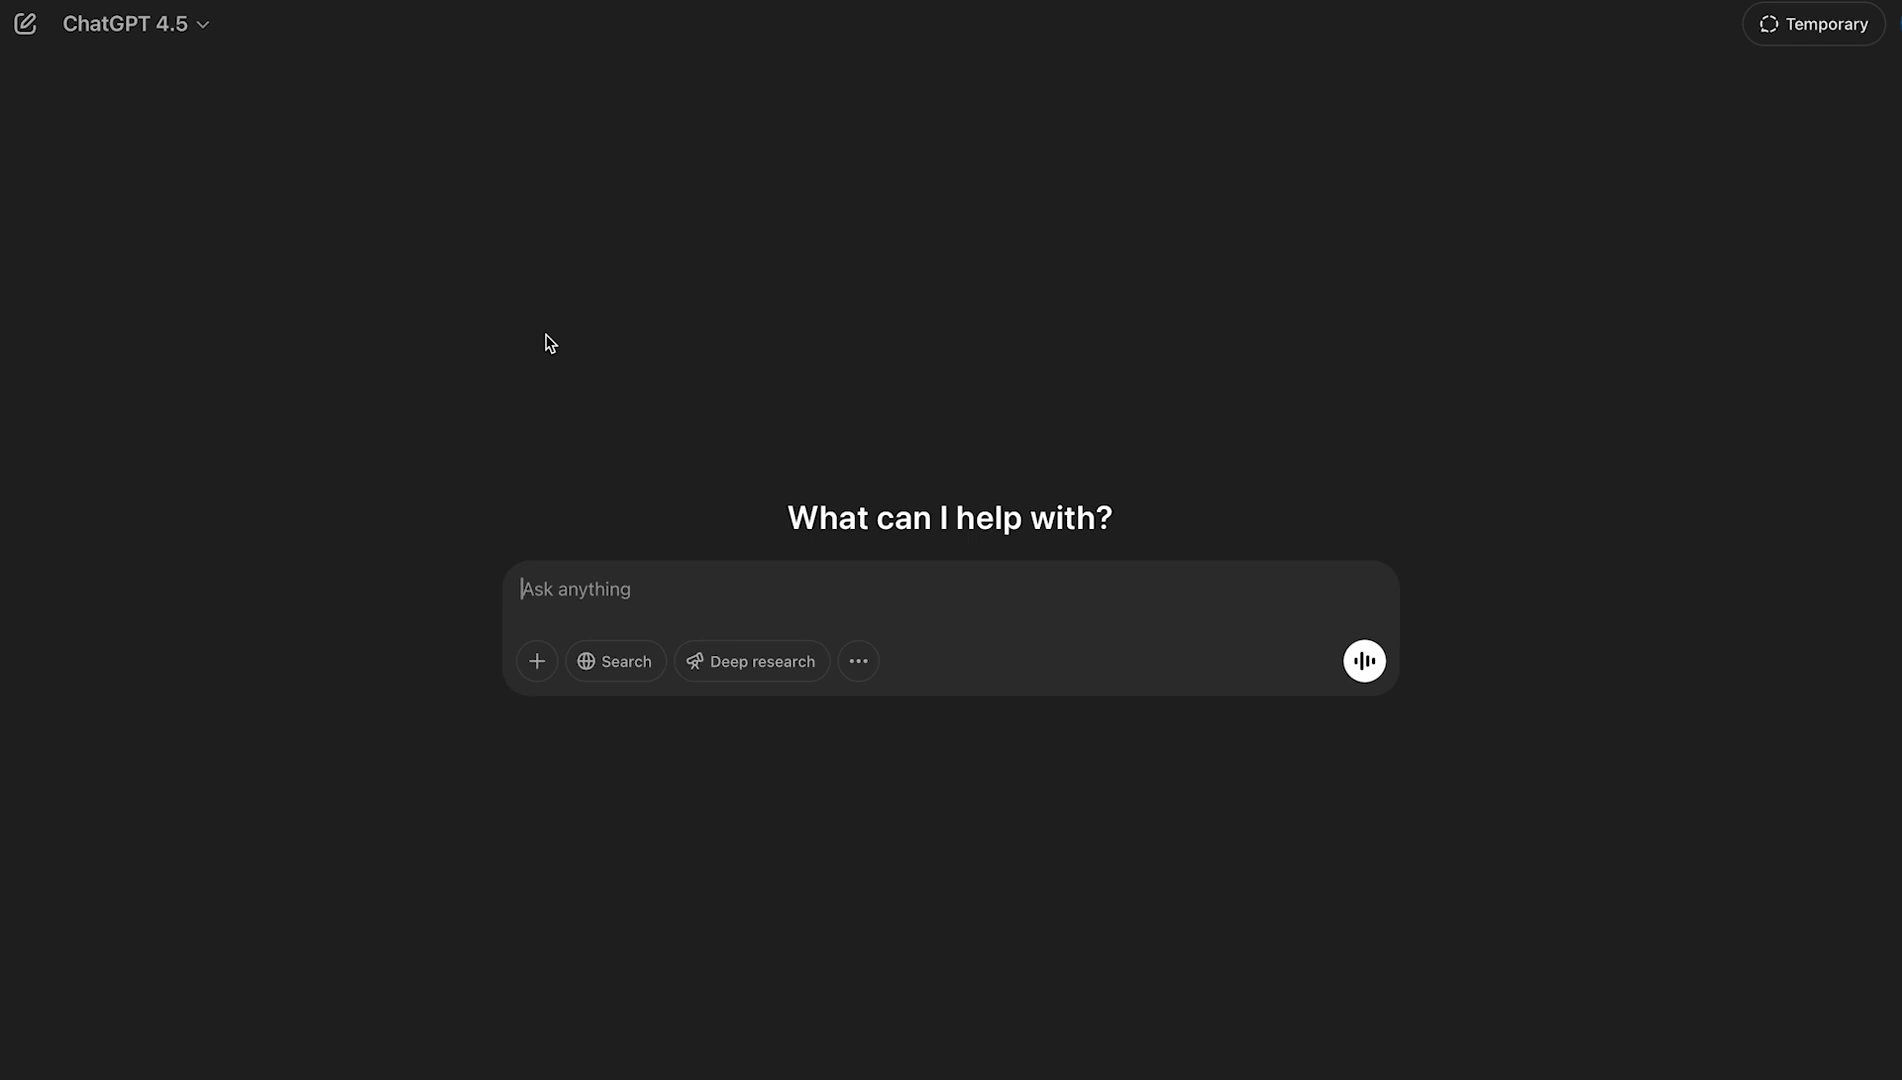 ChatGPT 4.5
Temporary
What can I help with?
Ask anything
Search
Deep research